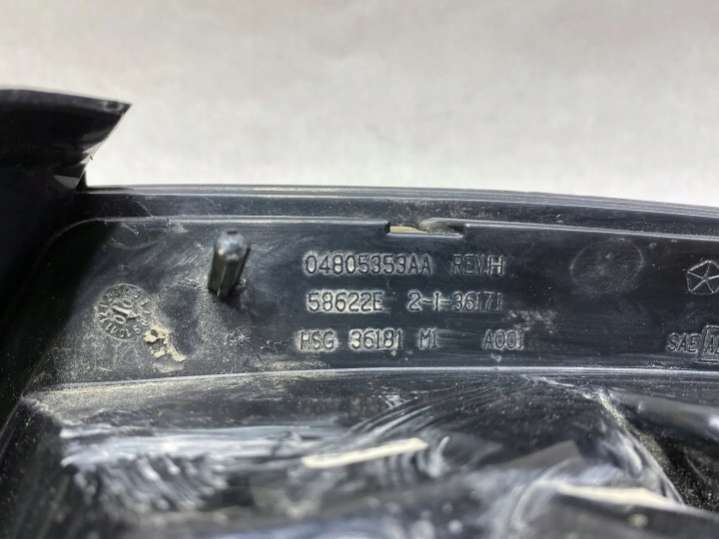 04805353AA REV.H
58622E 2-1-36171
HSG 36181 M1 A001
SAE